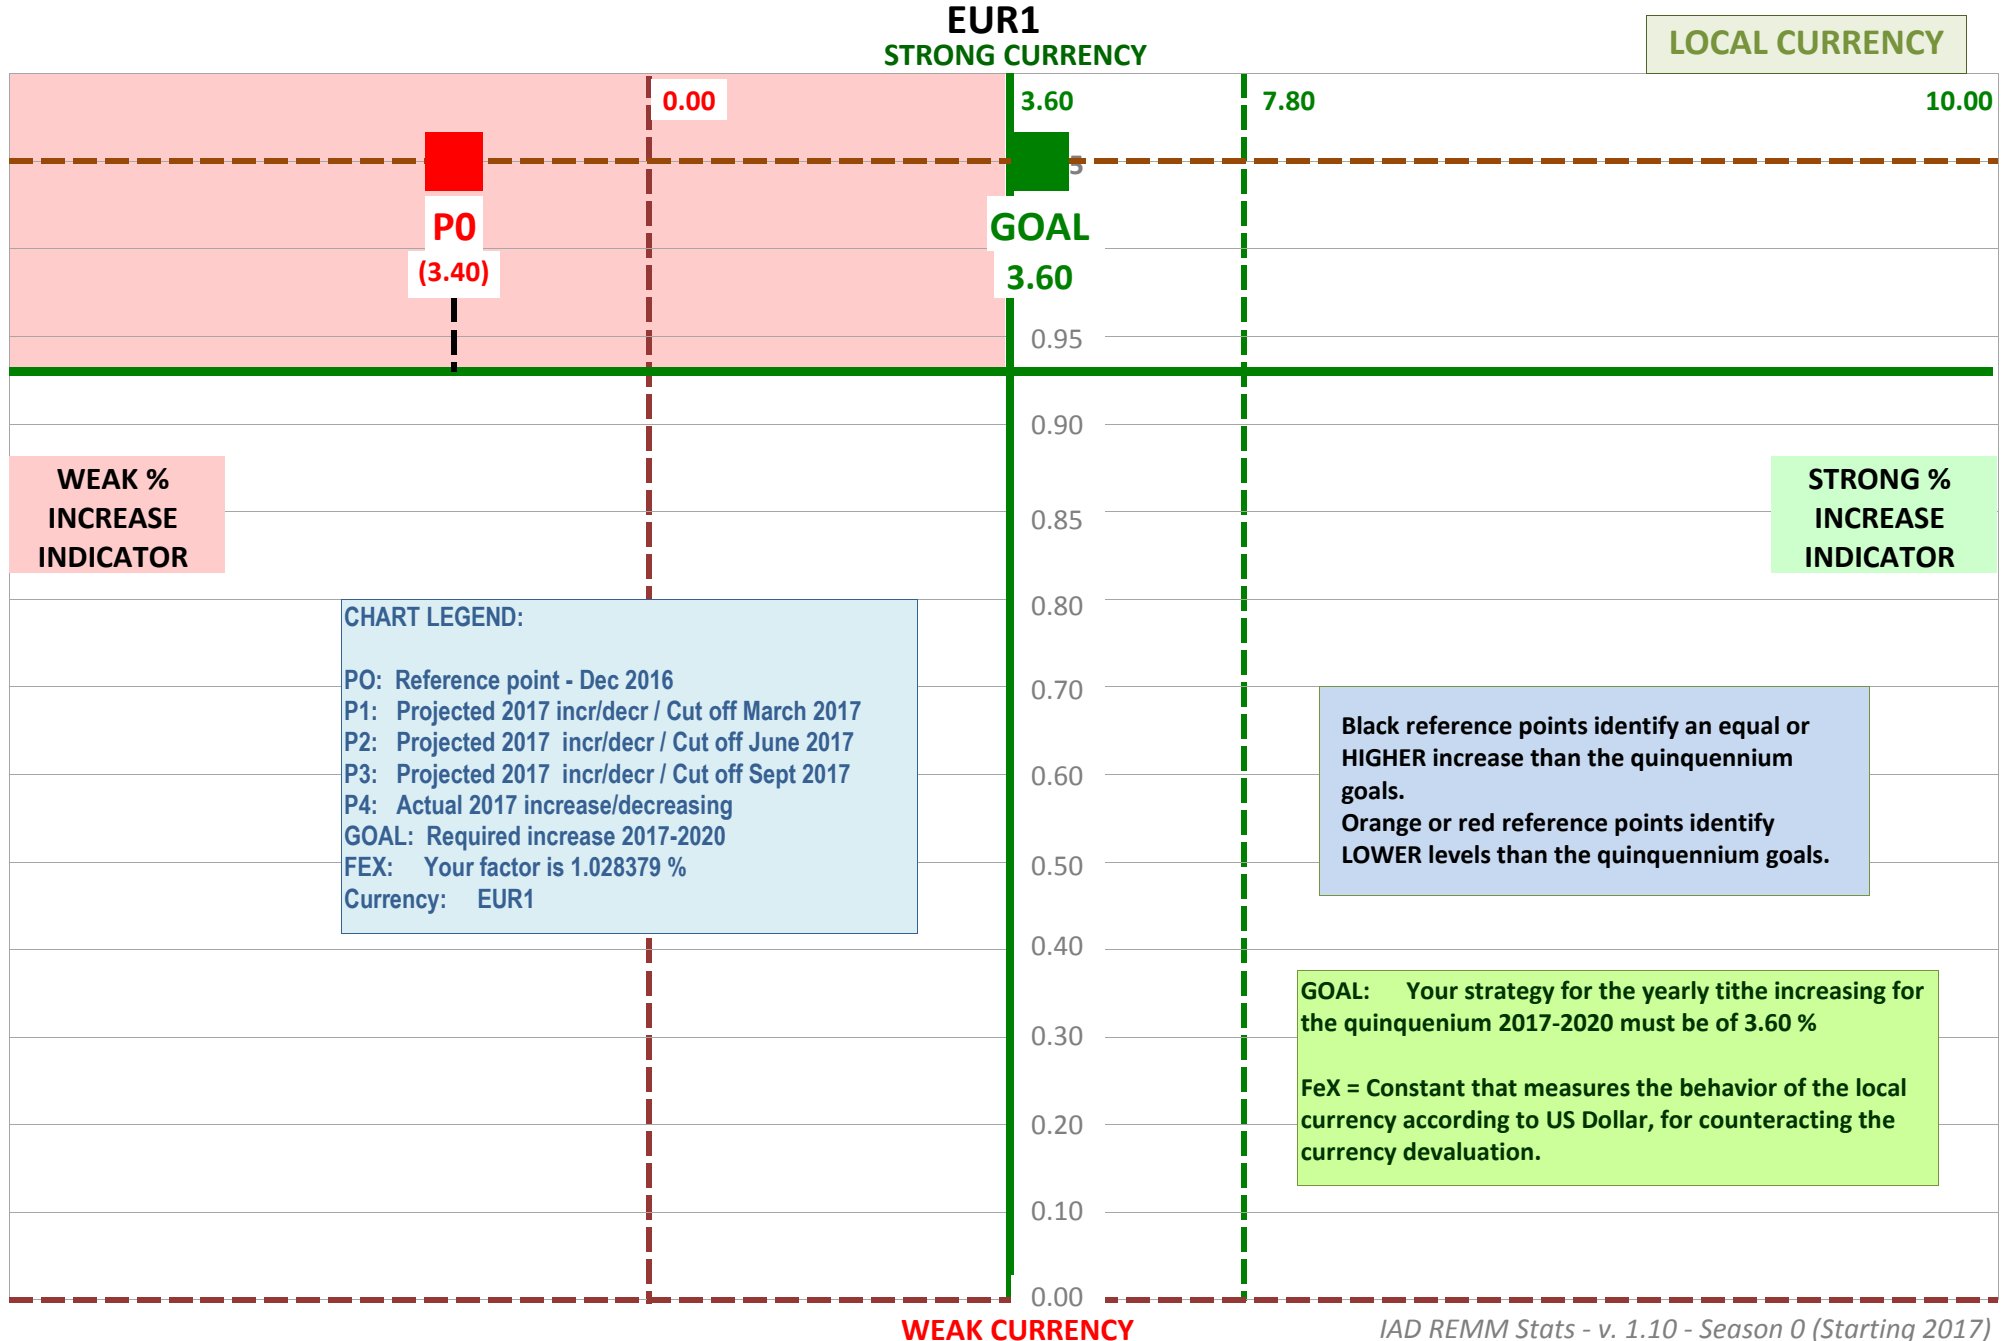 EUR1
STRONG CURRENCY
LOCAL CURRENCY
0.00
3.60
7.80
10.00
5
P0
(3.40)
GOAL
3.60
0.95
0.90
WEAK %
INCREASE
INDICATOR
STRONG %
INCREASE
INDICATOR
0.85
0.80
CHART LEGEND:
PO: Reference point - Dec 2016
P1: Projected 2017 incr/decr / Cut off March 2017
P2: Projected 2017 incr/decr / Cut off June 2017
P3: Projected 2017 incr/decr / Cut off Sept 2017
P4: Actual 2017 increase/decreasing
GOAL: Required increase 2017-2020
FEX: Your factor is 1.028379 %
Currency: EUR1
0.70
0.60
0.50
0.40
0.30
0.20
0.10
0.00
Black reference points identify an equal or
HIGHER increase than the quinquennium
goals.
Orange or red reference points identify
LOWER levels than the quinquennium goals.
GOAL: Your strategy for the yearly tithe increasing for
the quinquenium 2017-2020 must be of 3.60 %
FeX = Constant that measures the behavior of the local
currency according to US Dollar, for counteracting the
currency devaluation.
WEAK CURRENCY
IAD REMM Stats - v. 1.10 - Season 0 (Starting 2017)